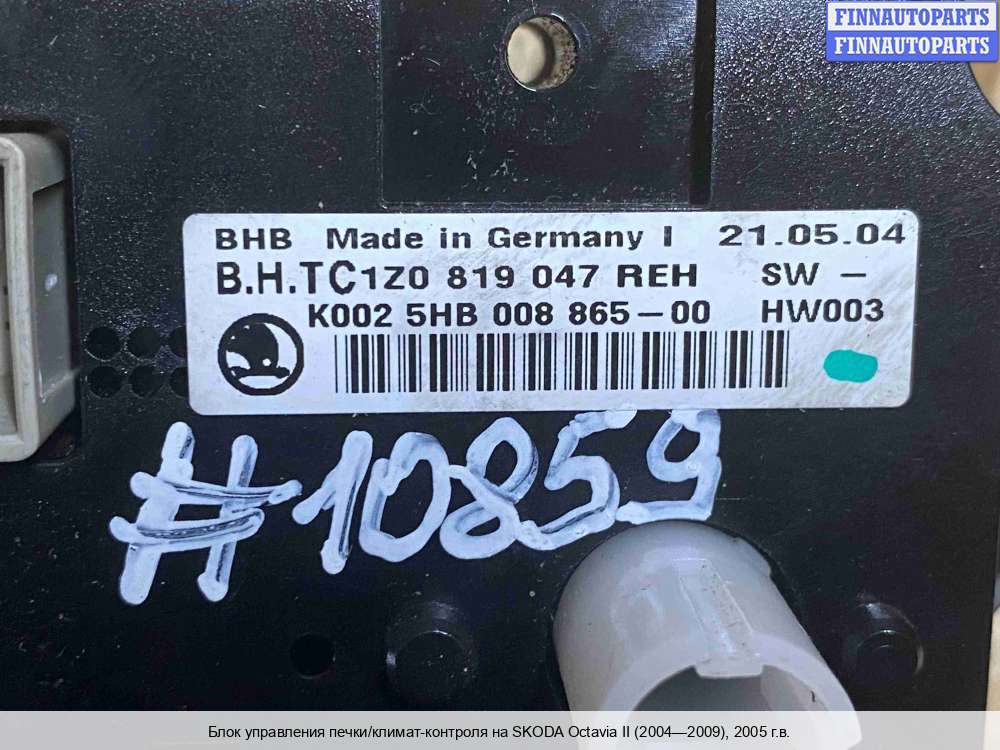 FINNAUTOPARTS
FINNAUTOPARTS
BHB Made in Germany I 21.05.04
B.H.TC1Z0 819 047 REH SW –
K002 5HB 008 865–00 HW003
#10859
Блок управления печки/климат-контроля на SKODA Octavia II (2004—2009), 2005 г.в.